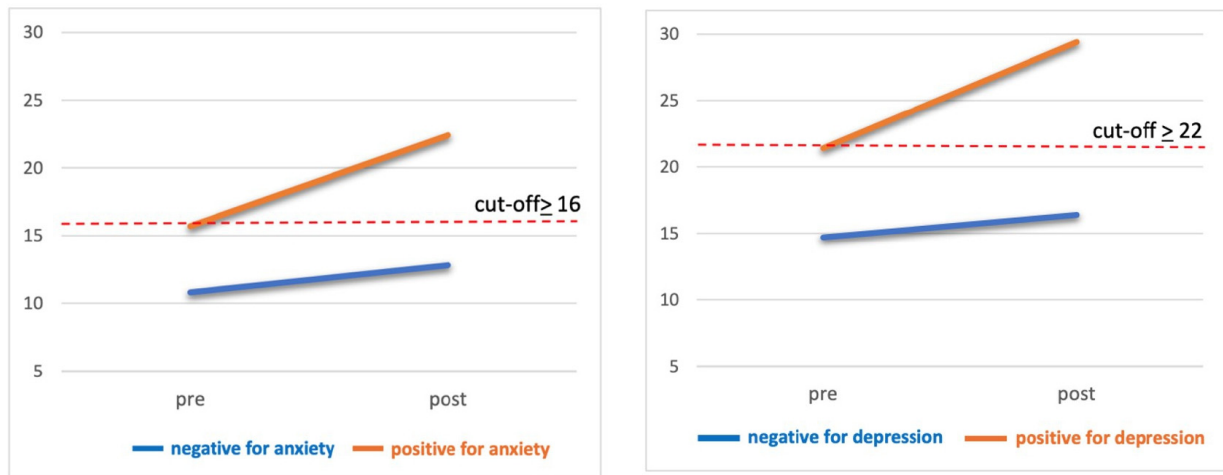 30
25
20
cut-off≥ 16
15
10
5
pre post
negative for anxiety positive for anxiety
30
25
cut-off ≥ 22
20
15
10
5
pre post
negative for depression positive for depression